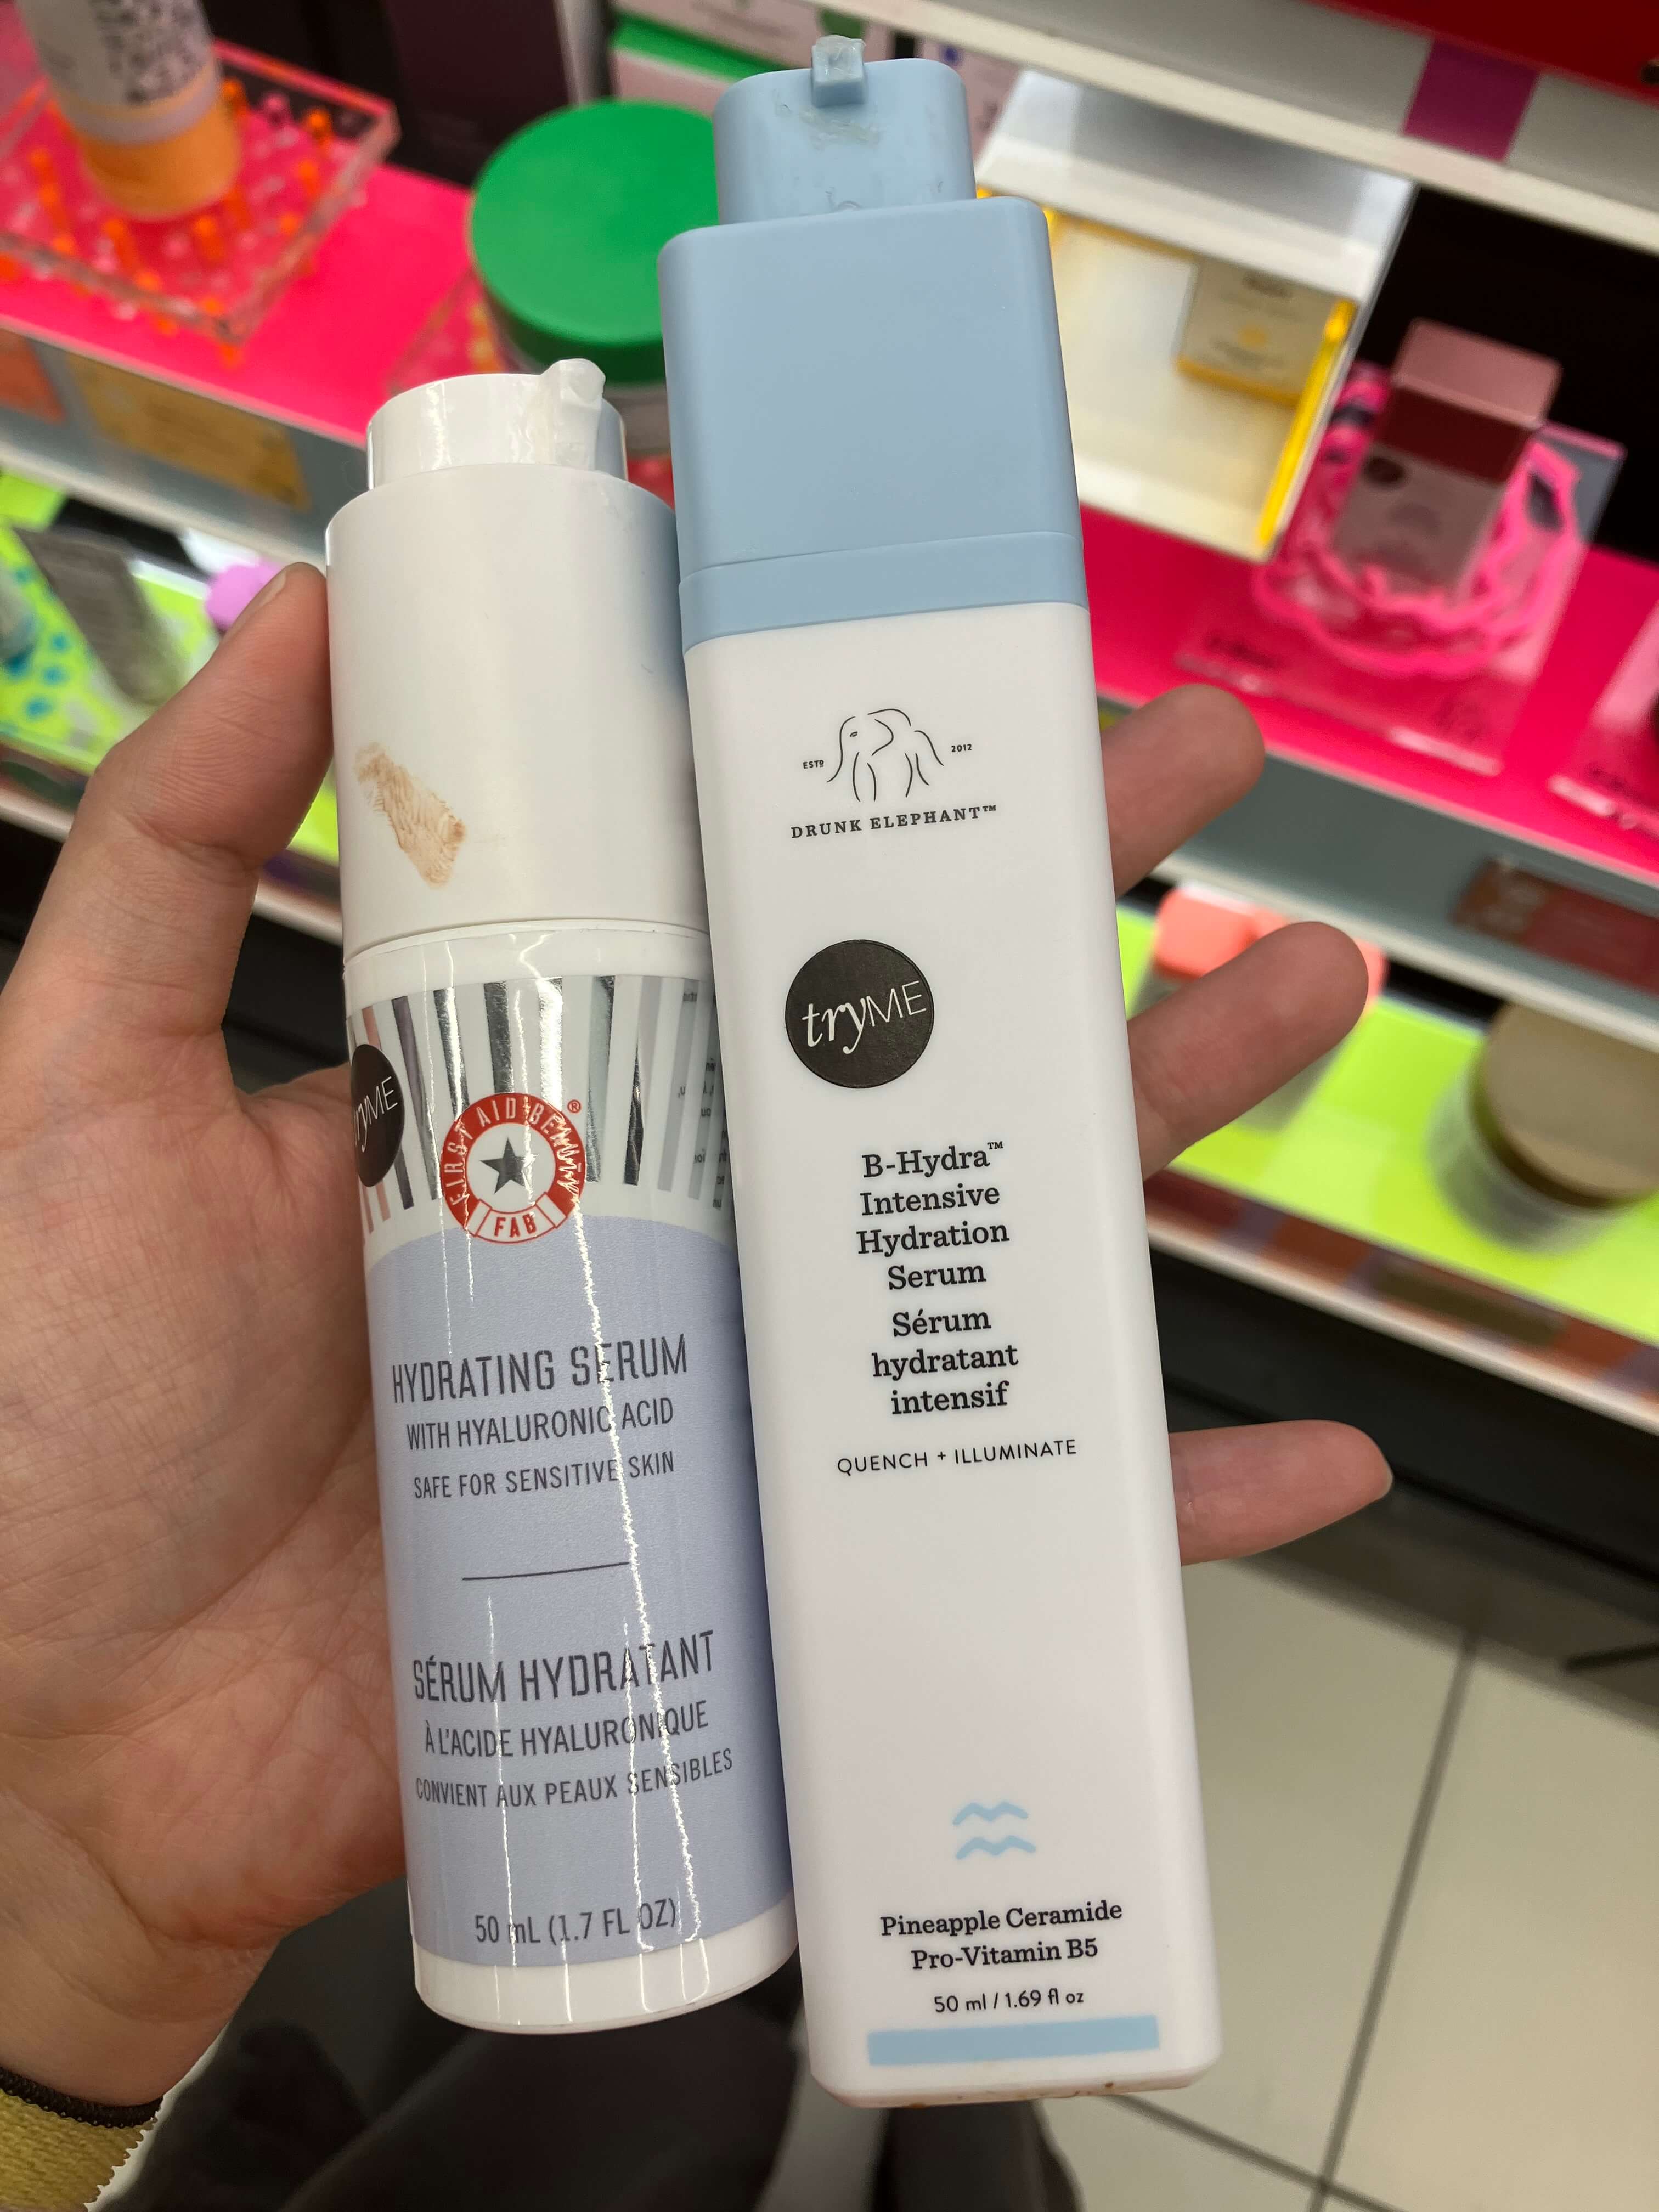 tryME
FIRST AID BEAUTY®
FAB
HYDRATING SERUM
WITH HYALURONIC ACID
SAFE FOR SENSITIVE SKIN
SÉRUM HYDRATANT
À L'ACIDE HYALURONIQUE
CONVIENT AUX PEAUX SENSIBLES
50 mL (1.7 FL OZ)
ESTD 2012
DRUNK ELEPHANT™
tryME
B-Hydra™
Intensive
Hydration
Serum
Sérum
hydratant
intensif
QUENCH + ILLUMINATE
Pineapple Ceramide
Pro-Vitamin B5
50 ml / 1.69 fl oz